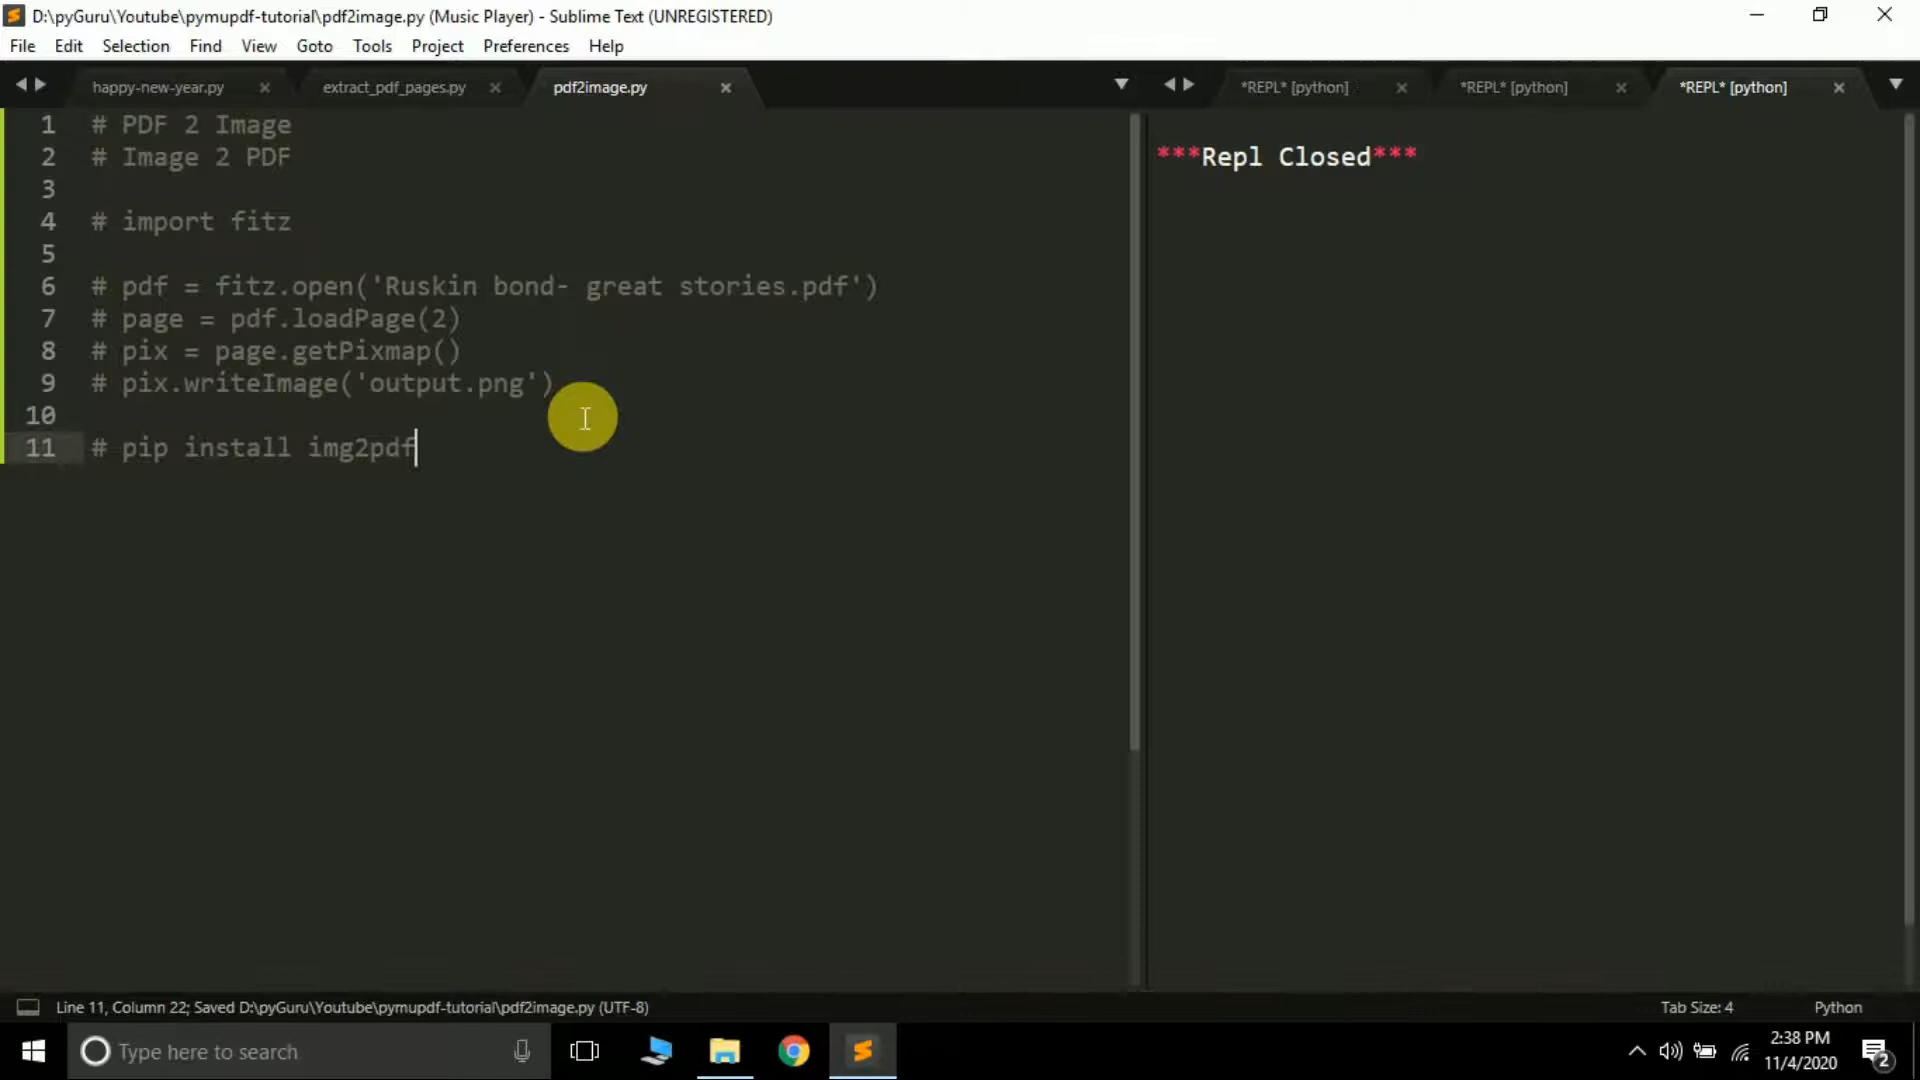 D:\pyGuru\Youtube\pymupdf-tutorial\pdf2image.py (Music Player) - Sublime Text (UNREGISTERED)
File Edit Selection Find View Goto Tools Project Preferences Help
happy-new-year.py extract_pdf_pages.py pdf2image.py *REPL* [python] *REPL* [python] *REPL* [python]
1 # PDF 2 Image
2 # Image 2 PDF
3
4 # import fitz
5
6 # pdf = fitz.open('Ruskin bond- great stories.pdf')
7 # page = pdf.loadPage(2)
8 # pix = page.getPixmap()
9 # pix.writeImage('output.png')
10
11 # pip install img2pdf
***Repl Closed***
Line 11, Column 22; Saved D:\pyGuru\Youtube\pymupdf-tutorial\pdf2image.py (UTF-8) Tab Size: 4 Python
Type here to search
2:38 PM
11/4/2020
2